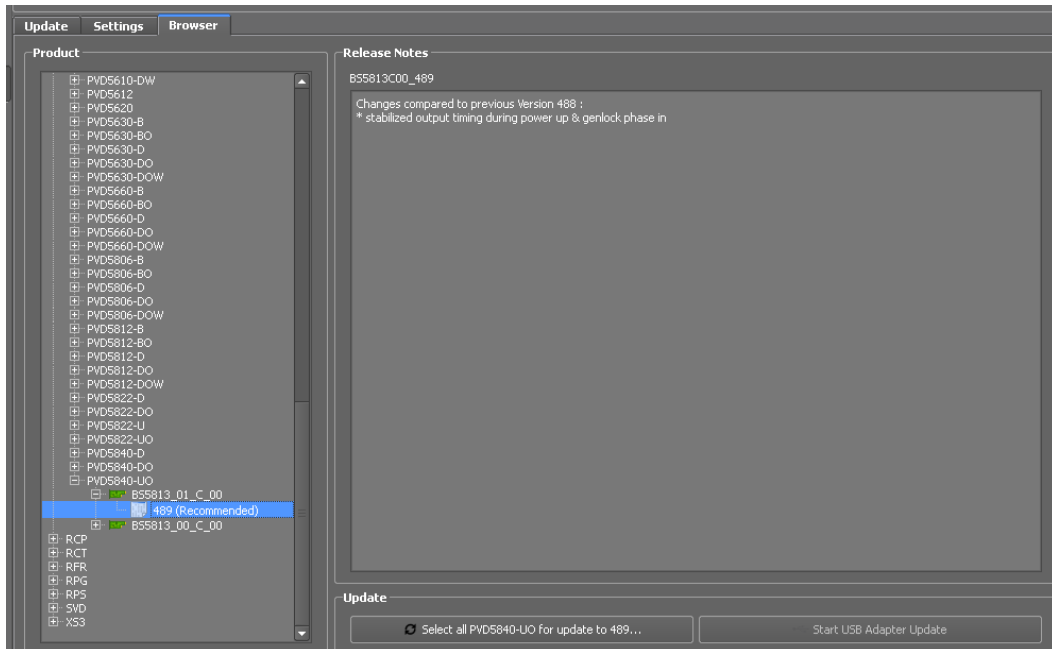 Update Settings Browser
Product
PVD5610-DW
PVD5612
PVD5620
PVD5630-B
PVD5630-BO
PVD5630-D
PVD5630-DO
PVD5630-DOW
PVD5660-B
PVD5660-BO
PVD5660-D
PVD5660-DO
PVD5660-DOW
PVD5806-B
PVD5806-BO
PVD5806-D
PVD5806-DO
PVD5806-DOW
PVD5812-B
PVD5812-BO
PVD5812-D
PVD5812-DO
PVD5812-DOW
PVD5822-D
PVD5822-DO
PVD5822-U
PVD5822-UO
PVD5840-D
PVD5840-DO
PVD5840-UO
BS5813_01_C_00
489 (Recommended)
BS5813_00_C_00
RCP
RCT
RFR
RPG
RPS
SVD
XS3
Release Notes
BS5813C00_489
Changes compared to previous Version 488 :
* stabilized output timing during power up & genlock phase in
Update
Select all PVD5840-UO for update to 489...
Start USB Adapter Update